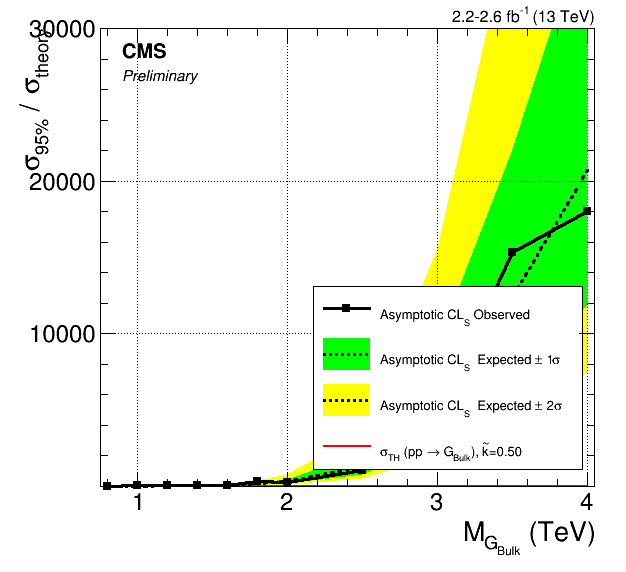 2.2-2.6 fb⁻¹ (13 TeV)
σ95% / σtheory
30000
20000
10000
CMS
Preliminary
Asymptotic CLS Observed
Asymptotic CLS Expected ± 1σ
Asymptotic CLS Expected ± 2σ
σTH (pp → GBulk), k̃=0.50
1 2 3 4
MGBulk (TeV)